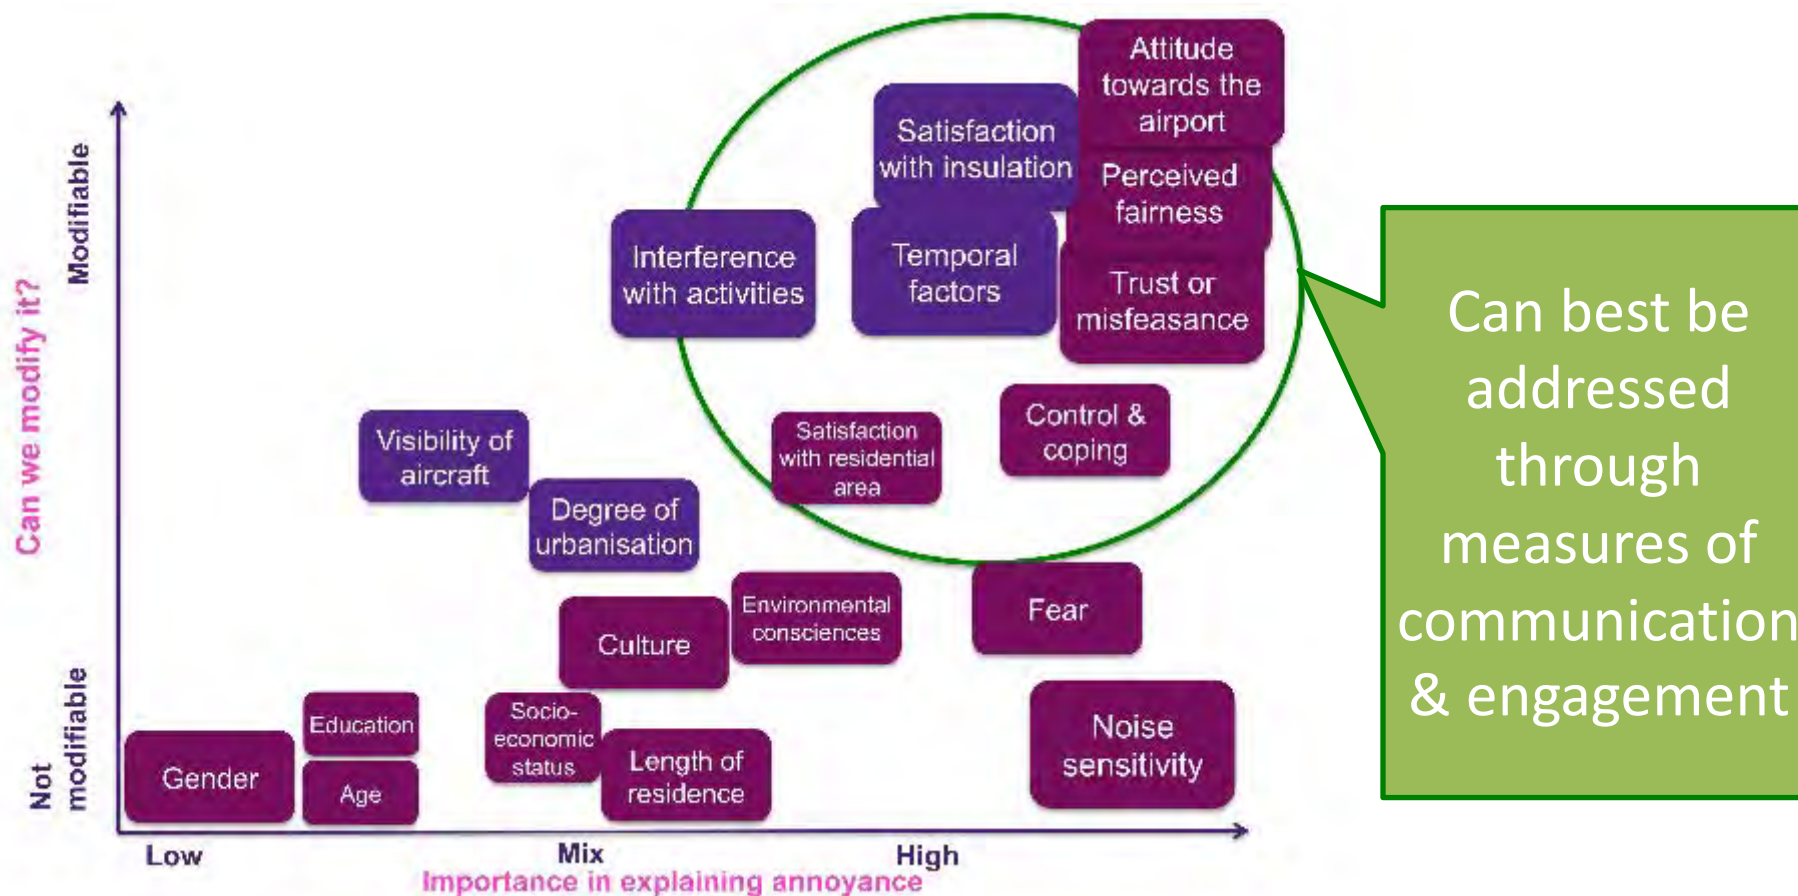 Attitude
towards the
airport
Satisfaction
with insulation
Perceived
fairness
Interference
with activities
Temporal
factors
Trust or
misfeasance
Modifiable
Can we modify it?
Not
modifiable
Visibility of
aircraft
Degree of
urbanisation
Satisfaction
with residential
area
Control &
coping
Environmental
consciences
Culture
Fear
Education
Gender
Age
Socio-
economic
status
Length of
residence
Noise
sensitivity
Low
Mix
High
Importance in explaining annoyance
Can best be
addressed
through
measures of
communication
& engagement